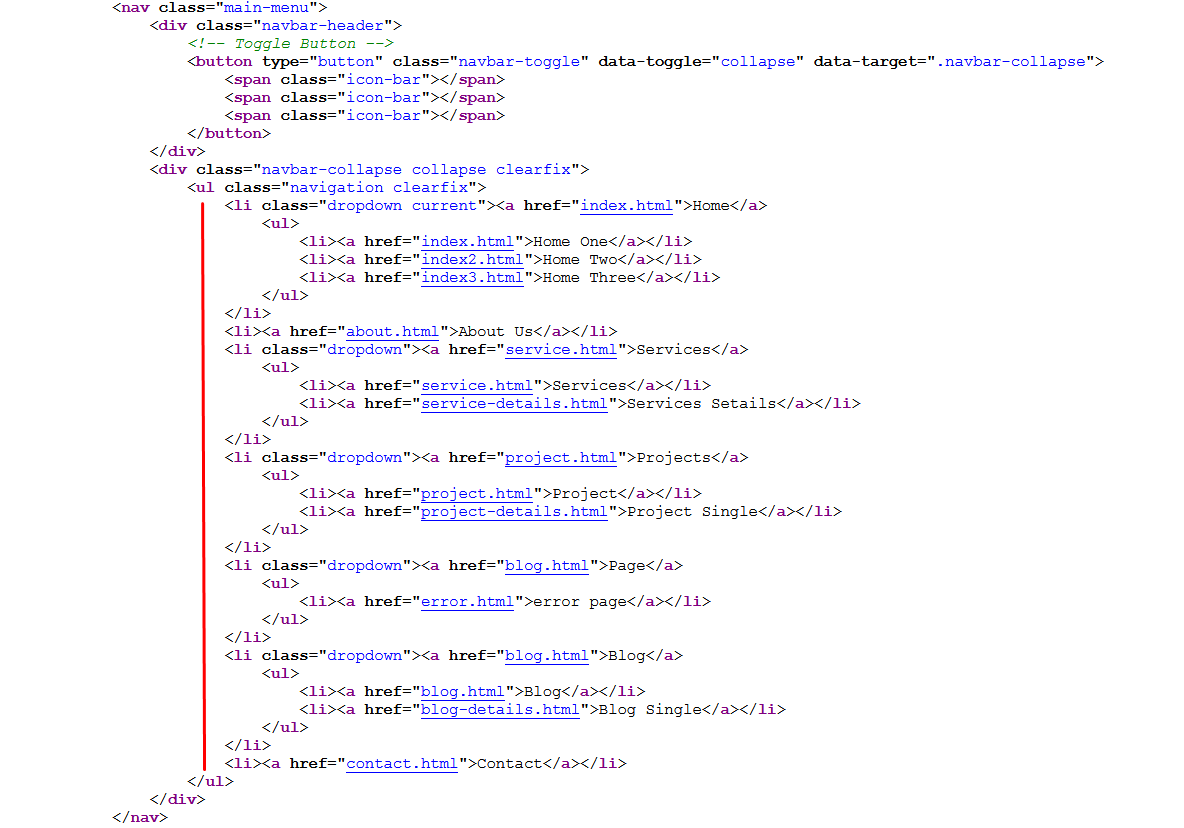 <nav class="main-menu">
<div class="navbar-header">
<!-- Toggle Button -->
<button type="button" class="navbar-toggle" data-toggle="collapse" data-target=".navbar-collapse">
<span class="icon-bar"></span>
<span class="icon-bar"></span>
<span class="icon-bar"></span>
</button>
</div>
<div class="navbar-collapse collapse clearfix">
<ul class="navigation clearfix">
<li class="dropdown current"><a href="index.html">Home</a>
<ul>
<li><a href="index.html">Home One</a></li>
<li><a href="index2.html">Home Two</a></li>
<li><a href="index3.html">Home Three</a></li>
</ul>
</li>
<li><a href="about.html">About Us</a></li>
<li class="dropdown"><a href="service.html">Services</a>
<ul>
<li><a href="service.html">Services</a></li>
<li><a href="service-details.html">Services Setails</a></li>
</ul>
</li>
<li class="dropdown"><a href="project.html">Projects</a>
<ul>
<li><a href="project.html">Project</a></li>
<li><a href="project-details.html">Project Single</a></li>
</ul>
</li>
<li class="dropdown"><a href="blog.html">Page</a>
<ul>
<li><a href="error.html">error page</a></li>
</ul>
</li>
<li class="dropdown"><a href="blog.html">Blog</a>
<ul>
<li><a href="blog.html">Blog</a></li>
<li><a href="blog-details.html">Blog Single</a></li>
</ul>
</li>
<li><a href="contact.html">Contact</a></li>
</ul>
</div>
</nav>